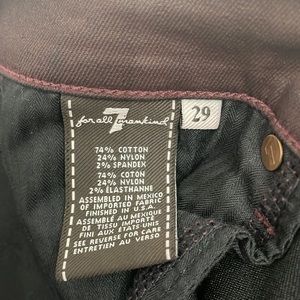 for all 7 mankind
29
74% COTTON
24% NYLON
2% SPANDEX
74% COTON
24% NYLON
2% ÉLASTHANNE
ASSEMBLED IN MEXICO
OF IMPORTED FABRIC
FINISHED IN U.S.A.
ASSEMBLÉ AU MEXIQUE
DE TISSU IMPORTÉ
FINI AUX ÉTATS UNIS
SEE REVERSE FOR CARE
ENTRETIEN AU VERSO